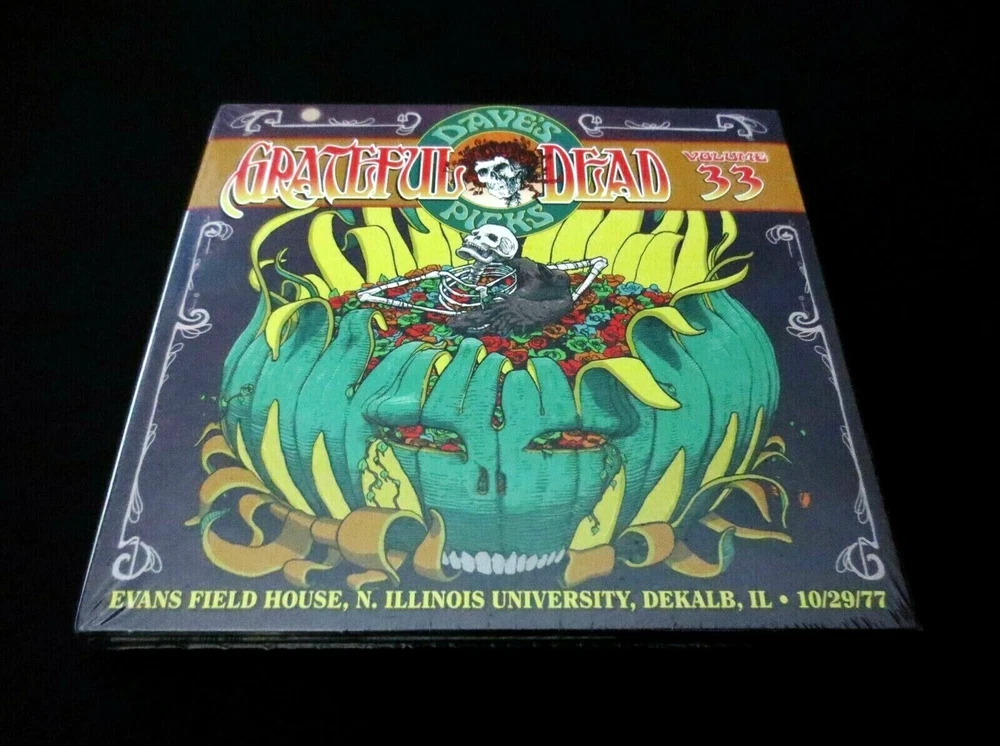 DAVE'S
GRATEFUL DEAD
PICKS
VOLUME
33
EVANS FIELD HOUSE, N. ILLINOIS UNIVERSITY, DEKALB, IL • 10/29/77